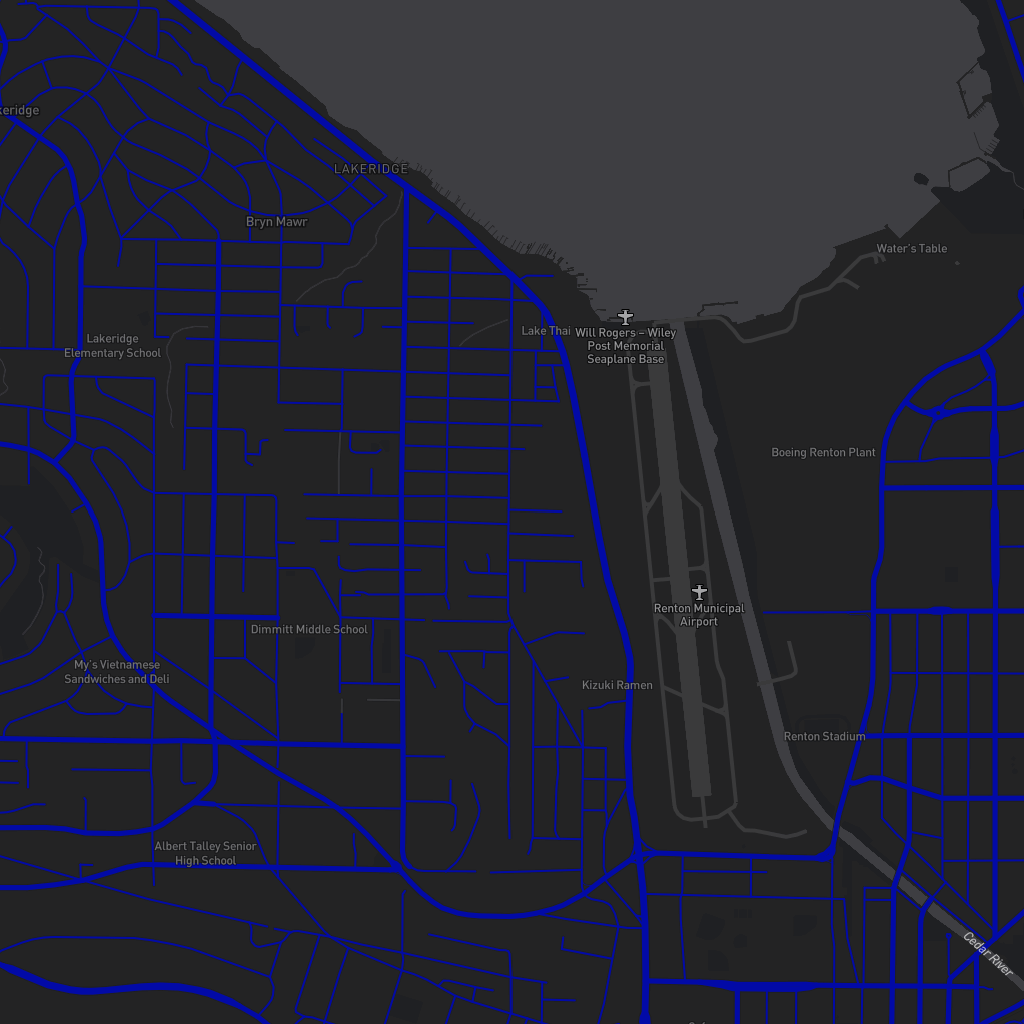 keridge
LAKERIDGE
Bryn Mawr
Water's Table
Lakeridge
Elementary School
Lake Thai
Will Rogers – Wiley
Post Memorial
Seaplane Base
Boeing Renton Plant
Renton Municipal
Airport
Dimmitt Middle School
My's Vietnamese
Sandwiches and Deli
Kizuki Ramen
Renton Stadium
Albert Talley Senior
High School
Cedar River